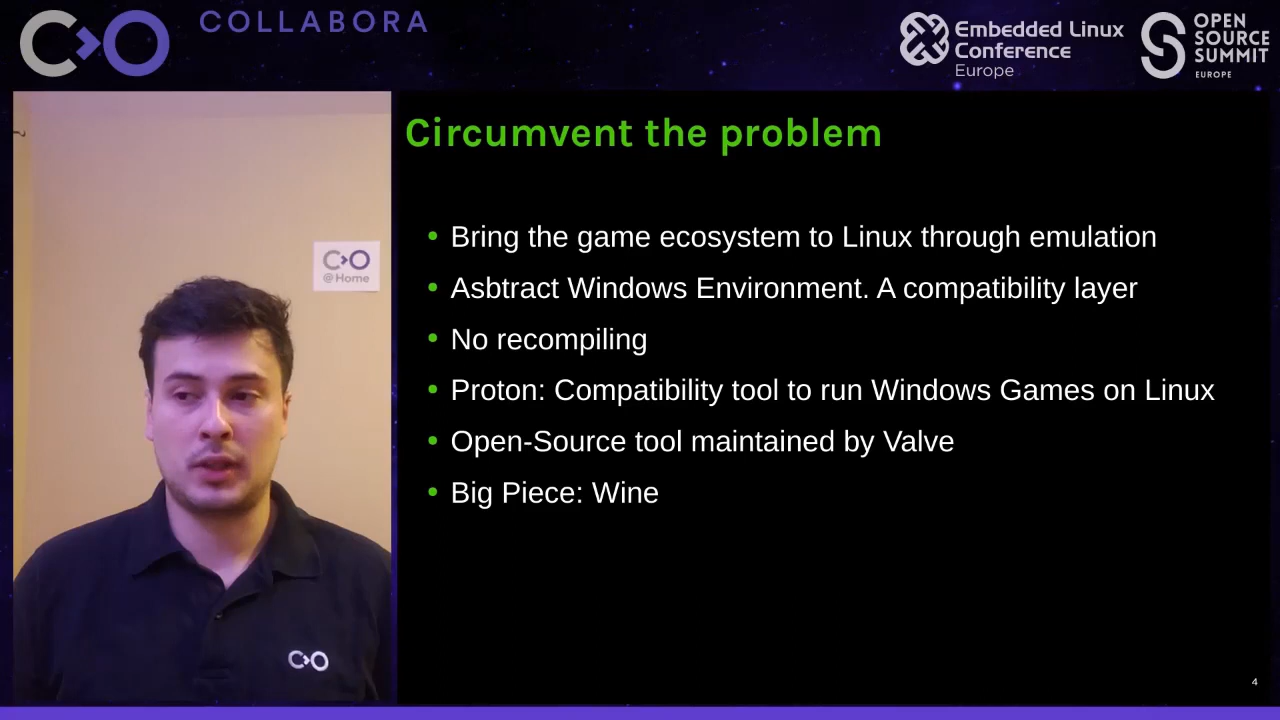 COLLABORA
Embedded Linux
Conference
Europe
OPEN
SOURCE
SUMMIT
EUROPE
@Home
Circumvent the problem
• Bring the game ecosystem to Linux through emulation
• Asbtract Windows Environment. A compatibility layer
• No recompiling
• Proton: Compatibility tool to run Windows Games on Linux
• Open-Source tool maintained by Valve
• Big Piece: Wine
4